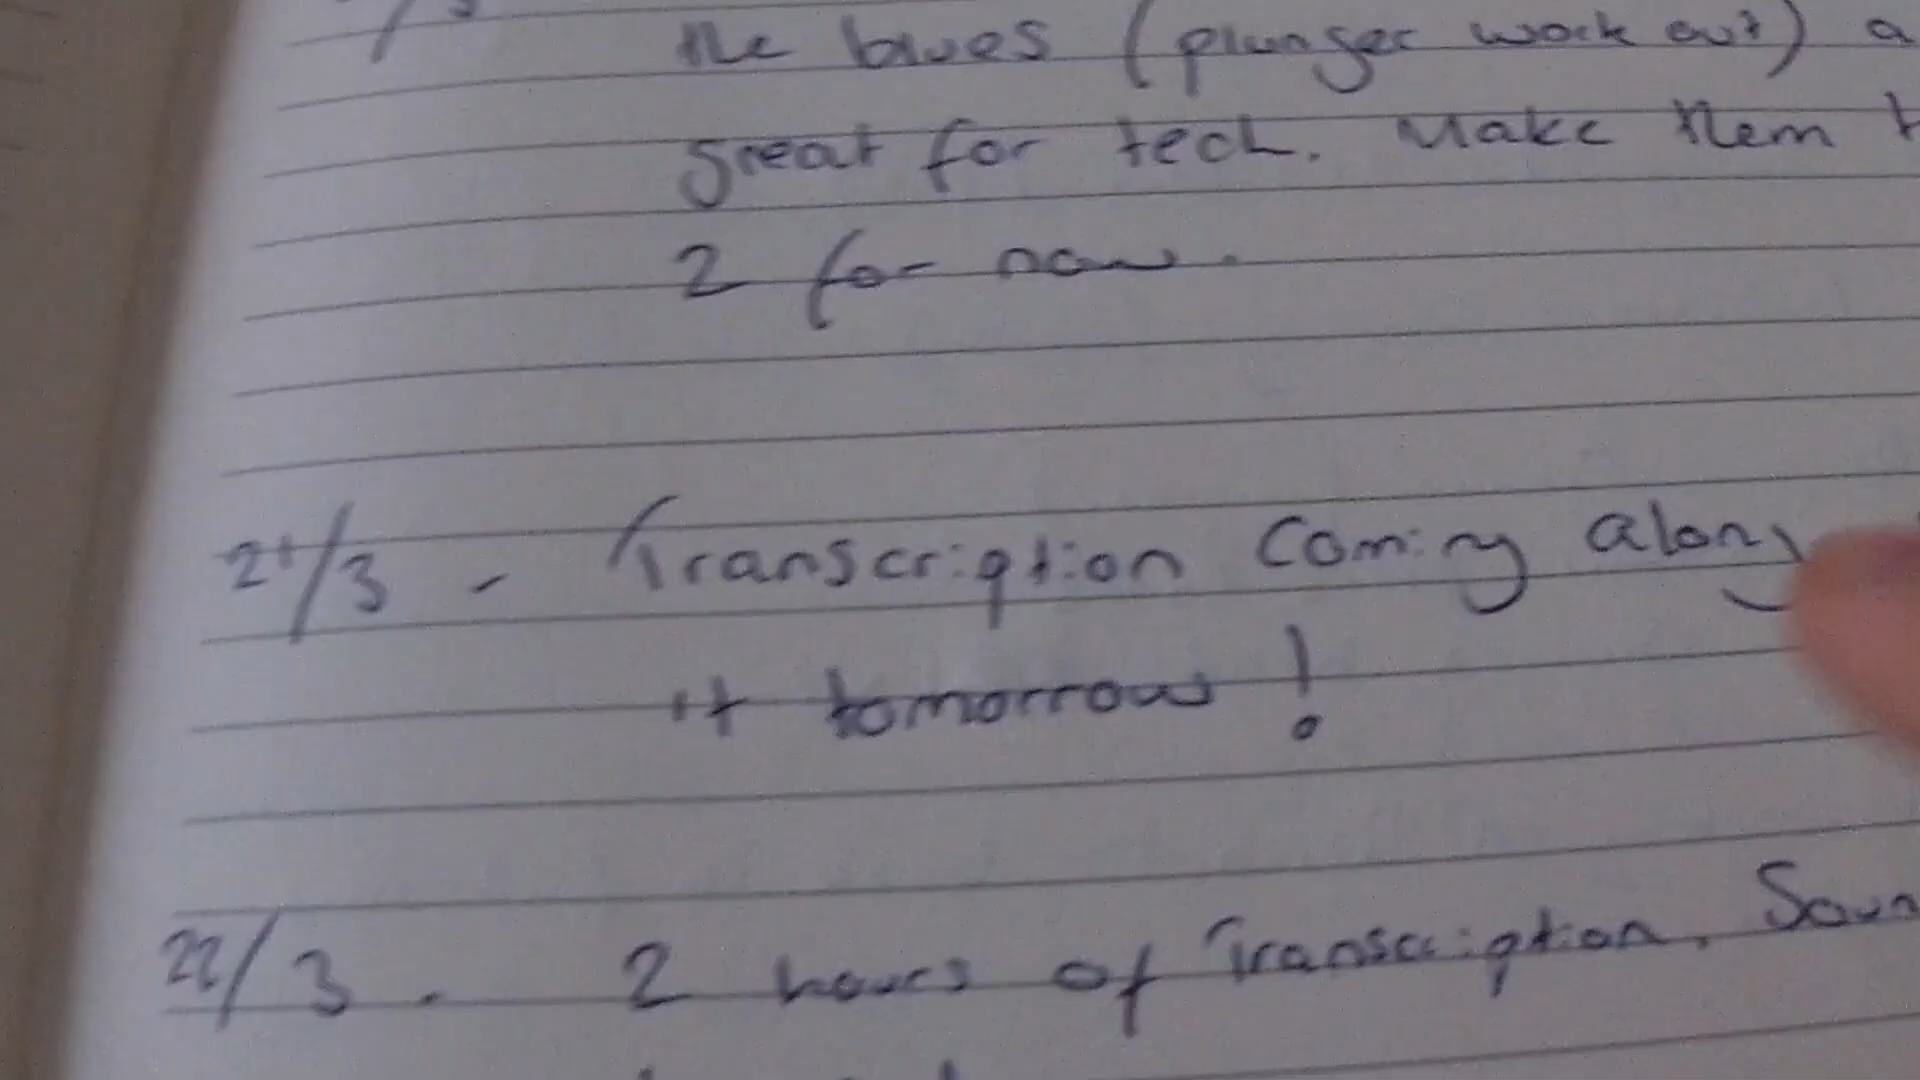 the blues (plunger work out) a
great for tech. Make them
2 for now.
21/3 - Transcription coming along
it tomorrow!
22/3. 2 hours of Transcription. Soun